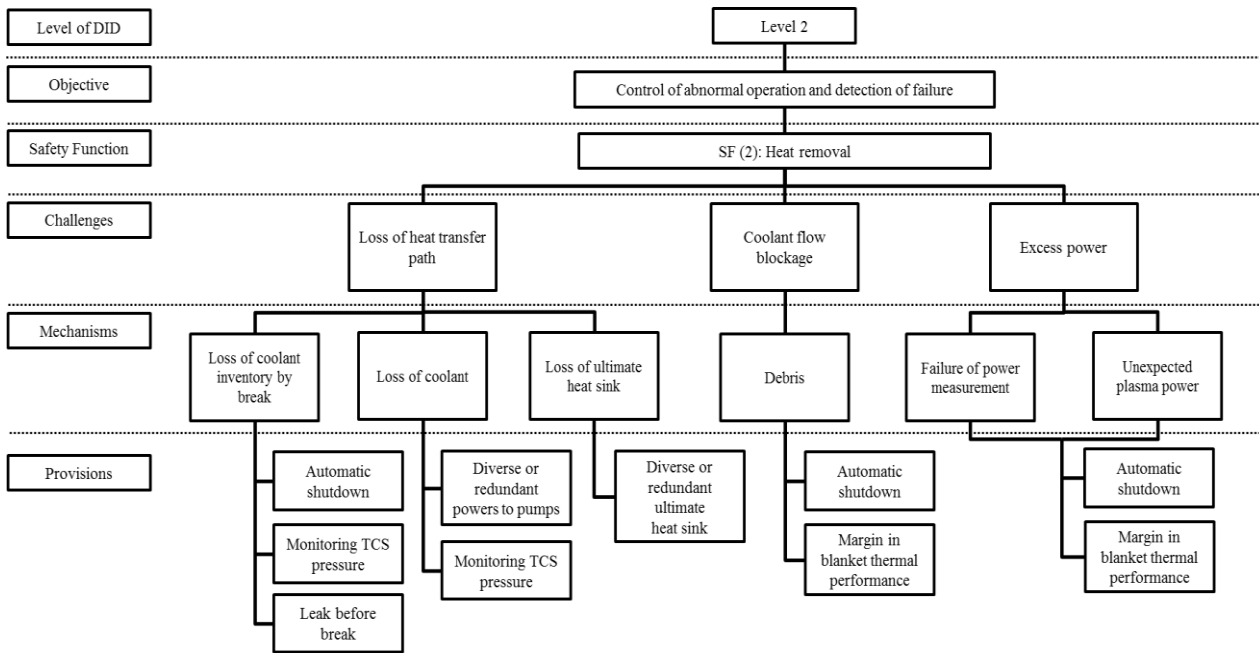 Level of DID
Level 2
Objective
Control of abnormal operation and detection of failure
Safety Function
SF (2): Heat removal
Challenges
Loss of heat transfer
path
Coolant flow
blockage
Excess power
Mechanisms
Loss of coolant
inventory by
break
Loss of coolant
Loss of ultimate
heat sink
Debris
Failure of power
measurement
Unexpected
plasma power
Provisions
Automatic
shutdown
Monitoring TCS
pressure
Leak before
break
Diverse or
redundant
powers to pumps
Monitoring TCS
pressure
Diverse or
redundant
ultimate
heat sink
Automatic
shutdown
Margin in
blanket thermal
performance
Automatic
shutdown
Margin in
blanket thermal
performance